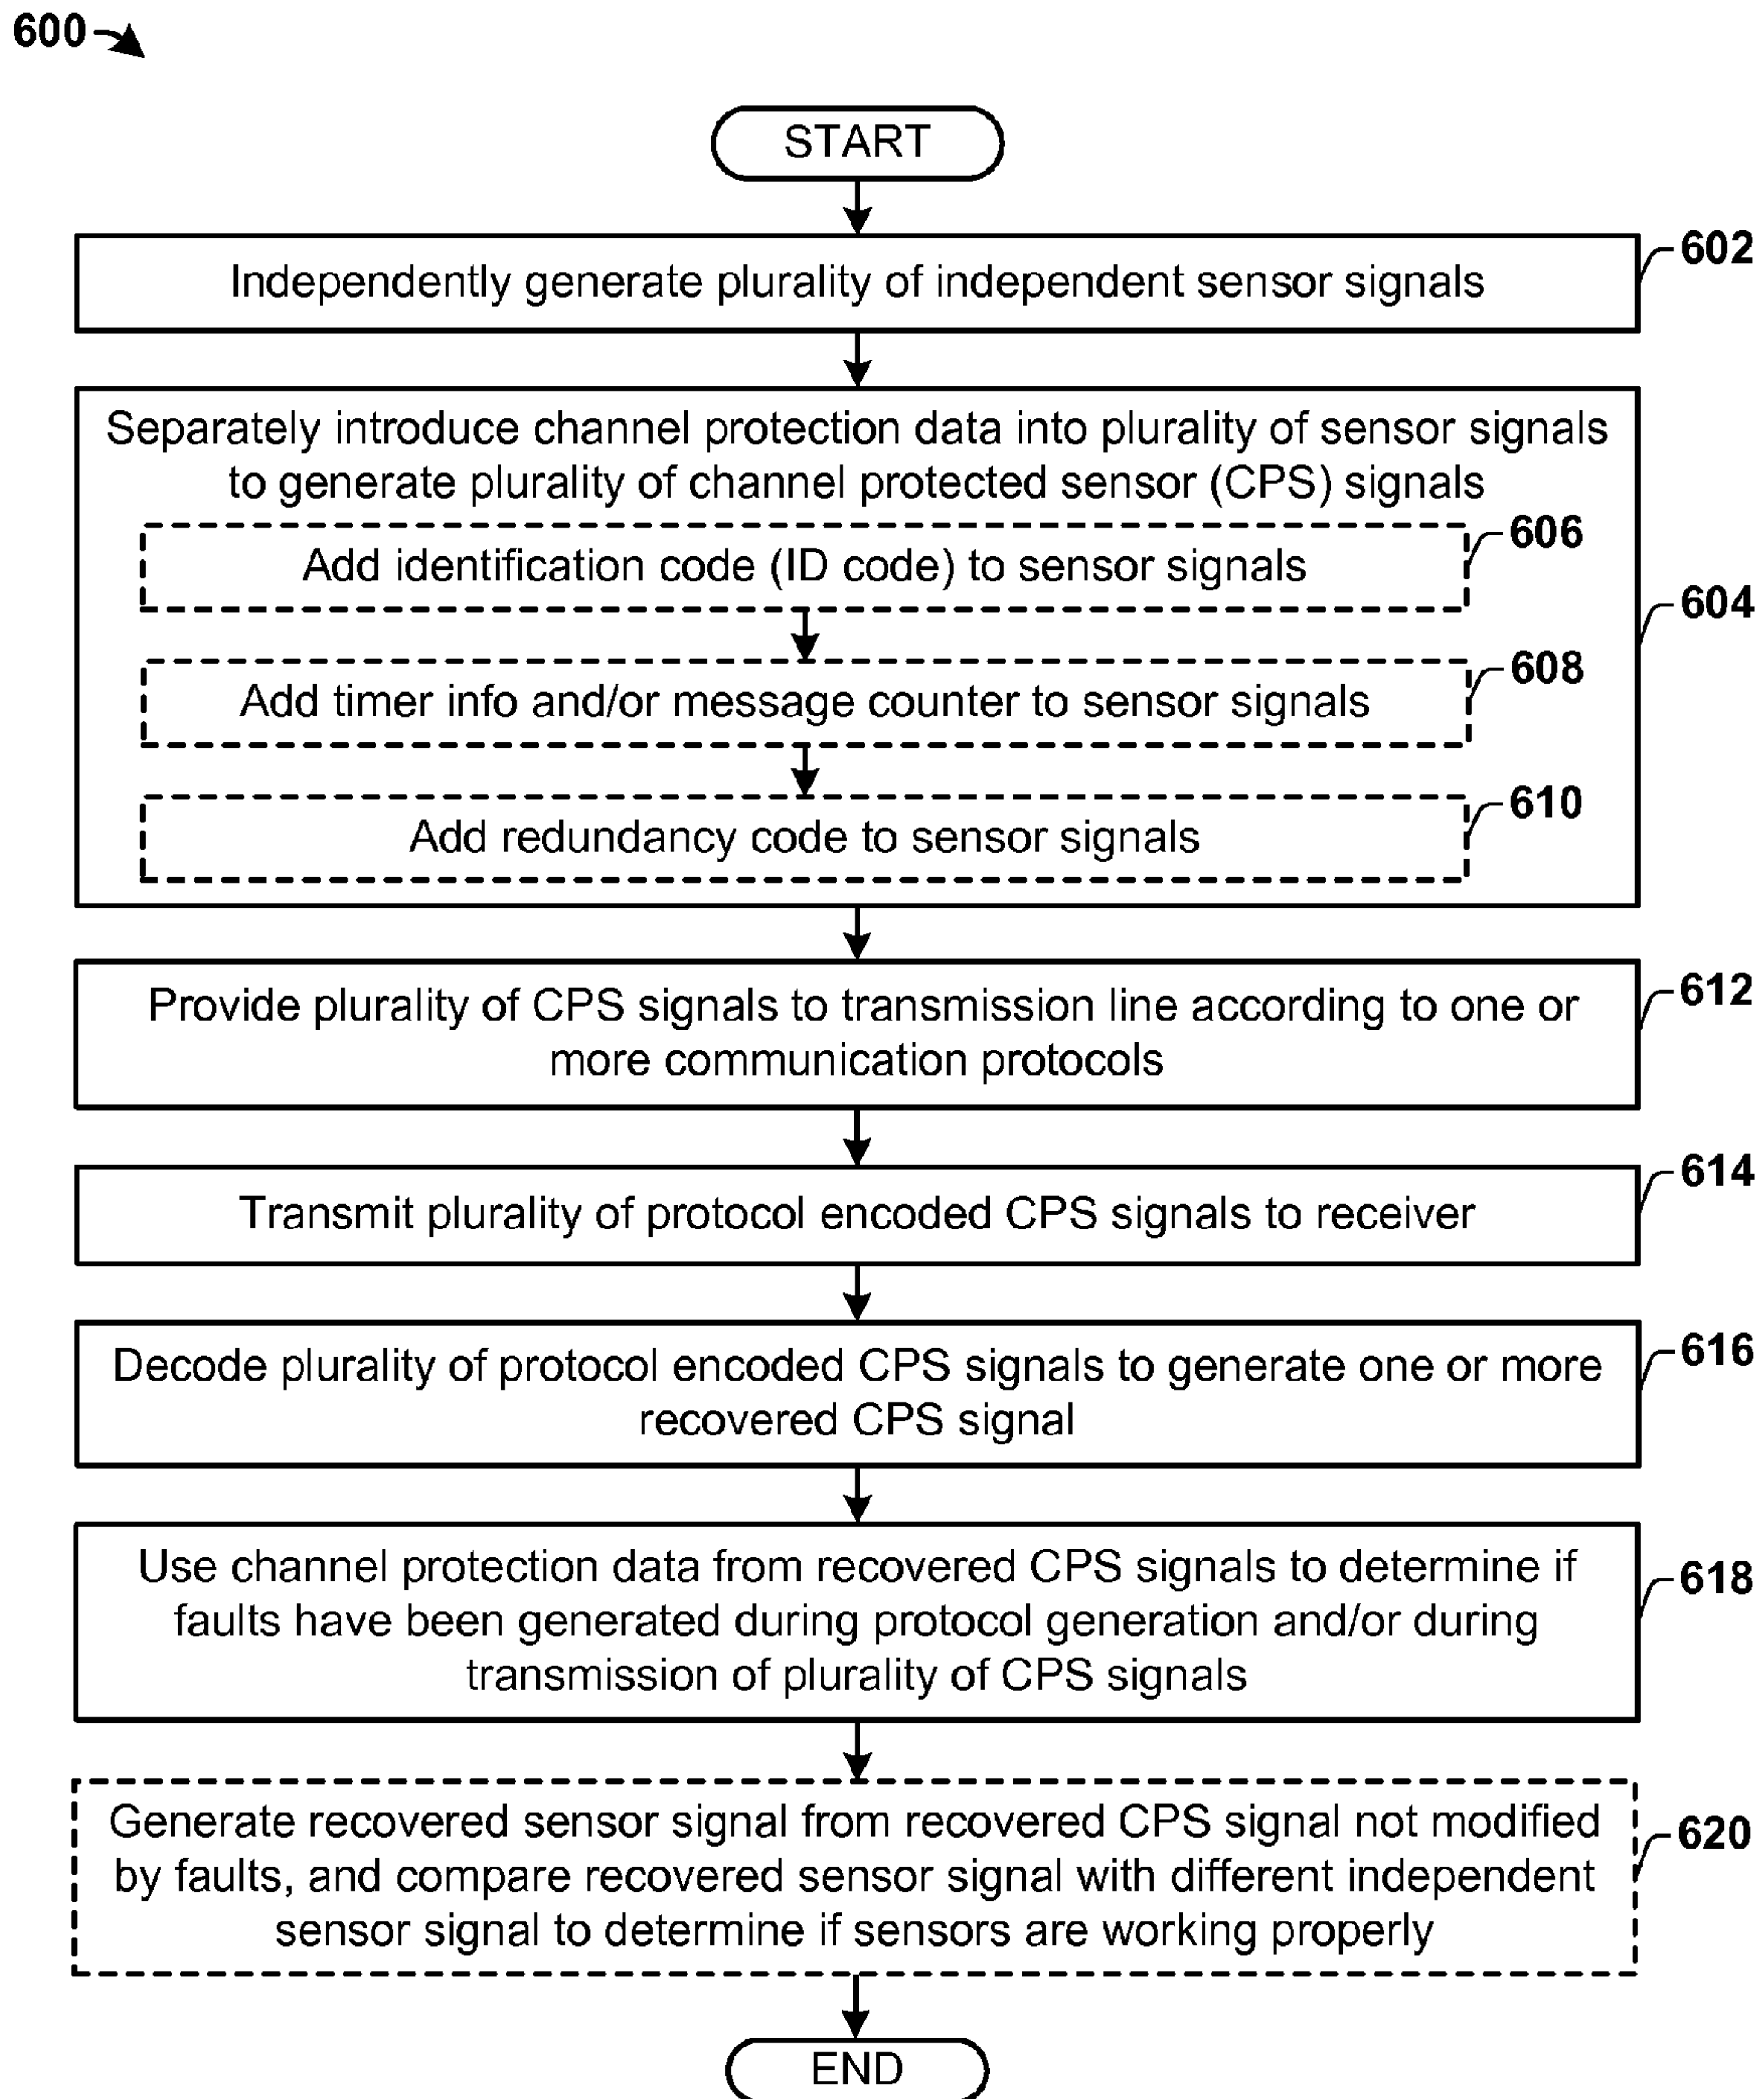 600
START
Independently generate plurality of independent sensor signals
602
Separately introduce channel protection data into plurality of sensor signals
to generate plurality of channel protected sensor (CPS) signals
604
Add identification code (ID code) to sensor signals
606
Add timer info and/or message counter to sensor signals
608
Add redundancy code to sensor signals
610
Provide plurality of CPS signals to transmission line according to one or
more communication protocols
612
Transmit plurality of protocol encoded CPS signals to receiver
614
Decode plurality of protocol encoded CPS signals to generate one or more
recovered CPS signal
616
Use channel protection data from recovered CPS signals to determine if
faults have been generated during protocol generation and/or during
transmission of plurality of CPS signals
618
Generate recovered sensor signal from recovered CPS signal not modified
by faults, and compare recovered sensor signal with different independent
sensor signal to determine if sensors are working properly
620
END